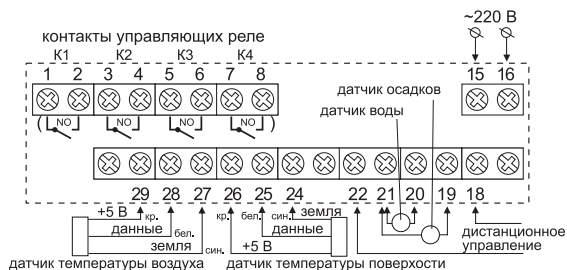 ~220 В
контакты управляющих реле
К1 К2 К3 К4
1 2 3 4 5 6 7 8 15 16
( NO NO NO NO )
датчик осадков
датчик воды
29 28 27 26 25 24 22 21 20 19 18
+5 В кр. кр. бел. син. земля
данные бел. данные
земля син. +5 В
дистанционное
управление
датчик температуры воздуха датчик температуры поверхости